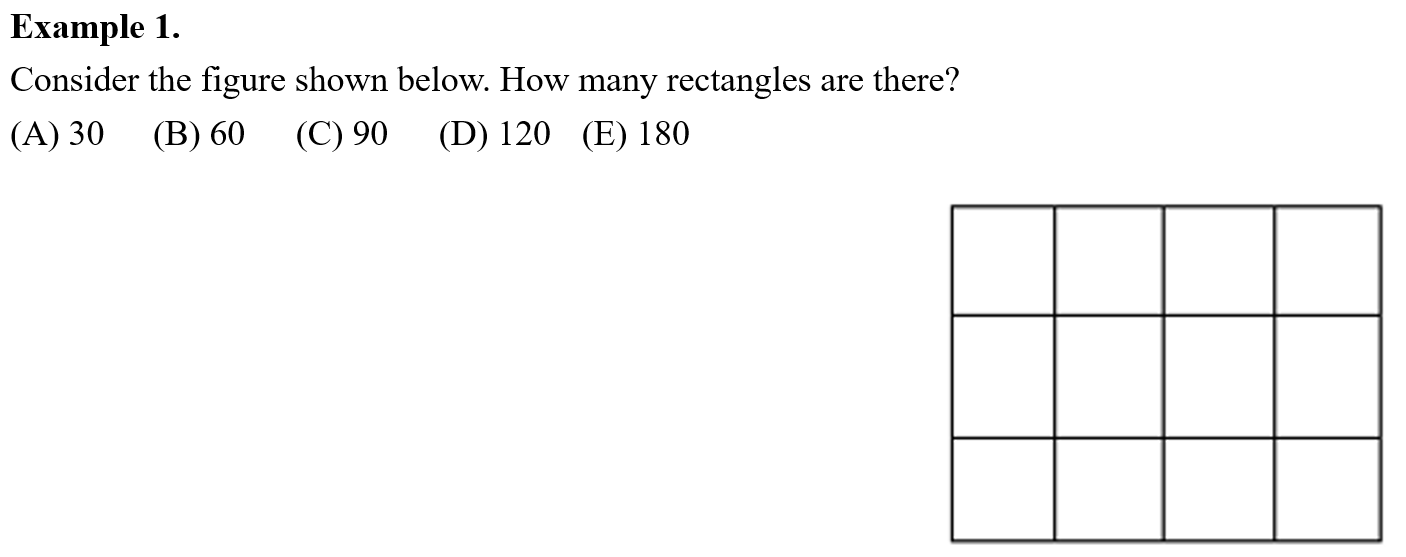 Example 1.
Consider the figure shown below. How many rectangles are there?
(A) 30 (B) 60 (C) 90 (D) 120 (E) 180